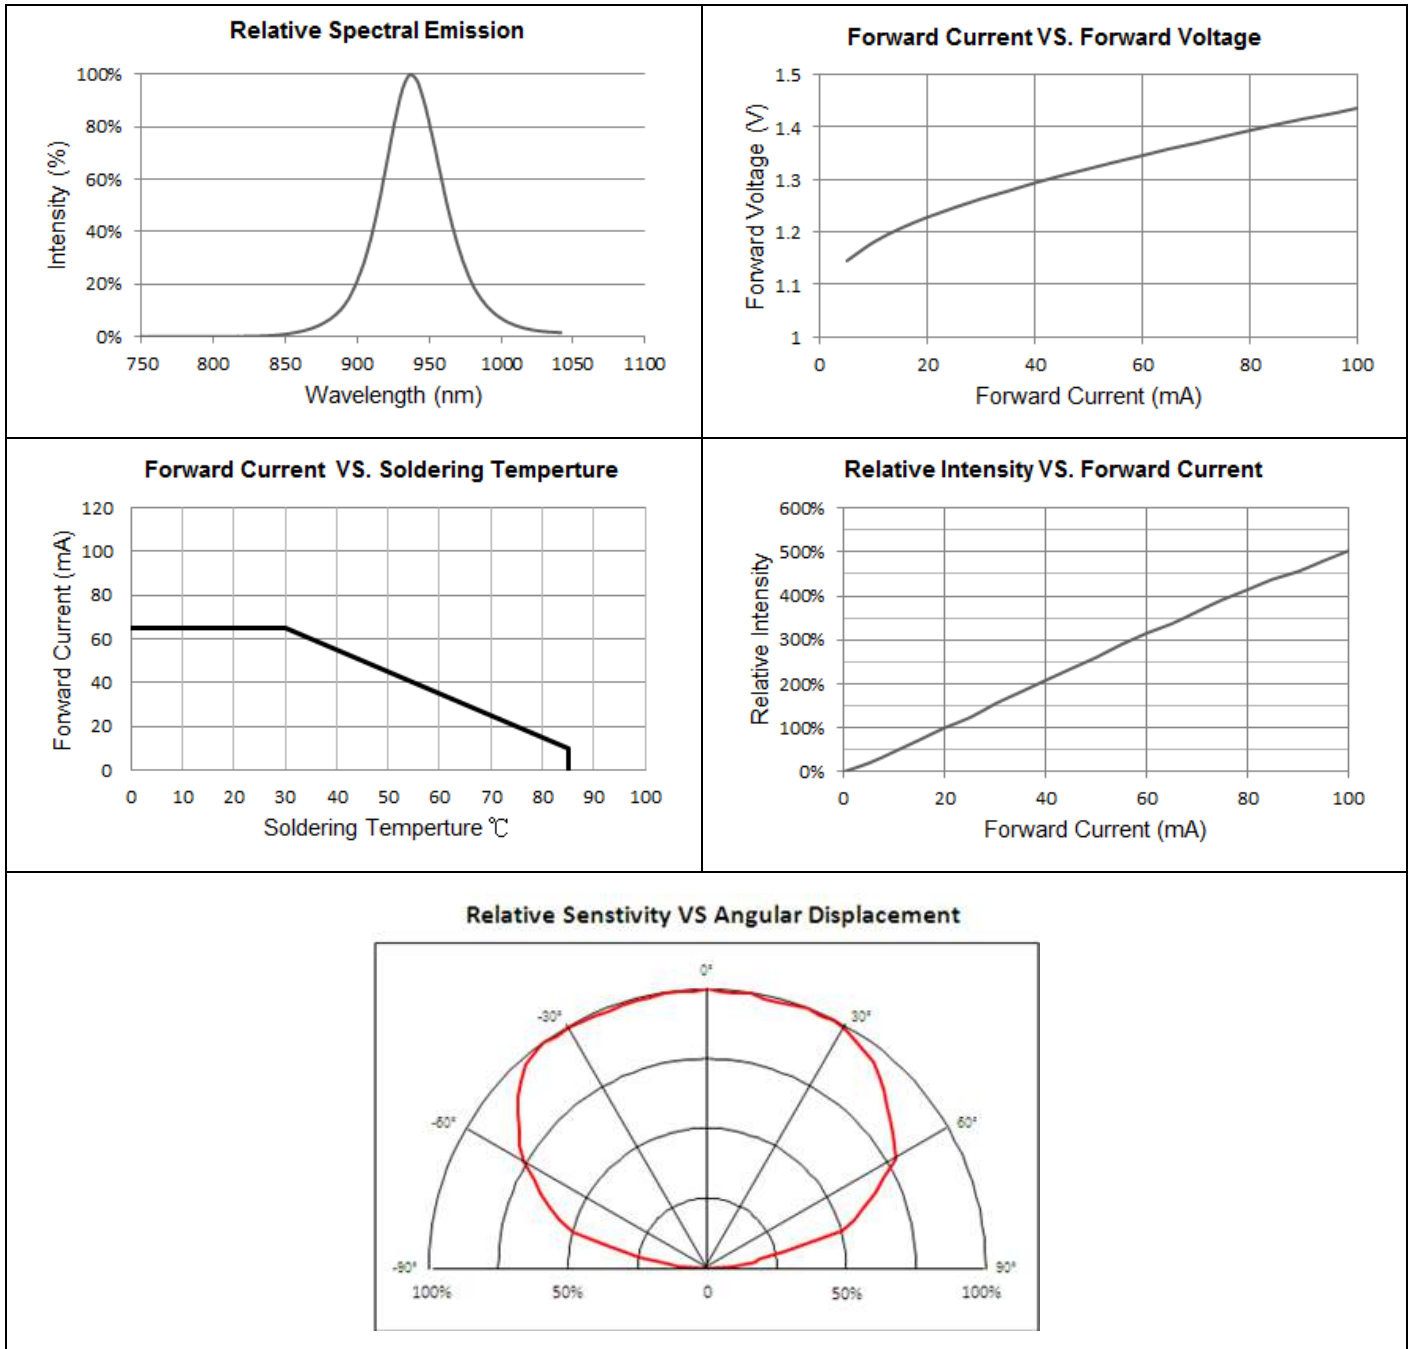 Relative Spectral Emission
Intensity (%)
100%
80%
60%
40%
20%
0%
750 800 850 900 950 1000 1050 1100
Wavelength (nm)
Forward Current VS. Forward Voltage
Forward Voltage (V)
1.5
1.4
1.3
1.2
1.1
1
0 20 40 60 80 100
Forward Current (mA)
Forward Current VS. Soldering Temperture
Forward Current (mA)
120
100
80
60
40
20
0
0 10 20 30 40 50 60 70 80 90 100
Soldering Temperture ℃
Relative Intensity VS. Forward Current
Relative Intensity
600%
500%
400%
300%
200%
100%
0%
0 20 40 60 80 100
Forward Current (mA)
Relative Senstivity VS Angular Displacement
0°
-30° 30°
-60° 60°
-90° 90°
100% 50% 0 50% 100%